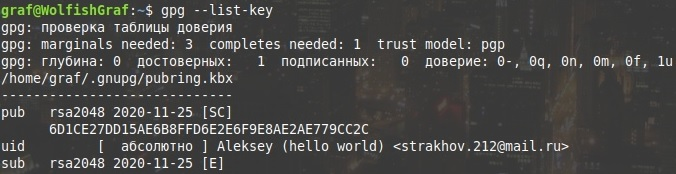 graf@WolfishGraf:~$ gpg --list-key
gpg: проверка таблицы доверия
gpg: marginals needed: 3  completes needed: 1  trust model: pgp
gpg: глубина: 0  достоверных:   1  подписанных:   0  доверие: 0-, 0q, 0n, 0m, 0f, 1u
/home/graf/.gnupg/pubring.kbx
-----------------------------
pub   rsa2048 2020-11-25 [SC]
      6D1CE27DD15AE6B8FFD6E2E6F9E8AE2AE779CC2C
uid         [  абсолютно ] Aleksey (hello world) <strakhov.212@mail.ru>
sub   rsa2048 2020-11-25 [E]